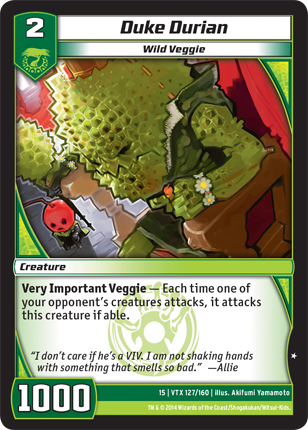 2
Duke Durian
Wild Veggie
Creature
Very Important Veggie — Each time one
of your opponent's creatures attacks, it attacks
this creature if able.
"I don't care if he's a VIV. I am not shaking hands
with something that smells so bad." —Allie
1000
15 | VTX 127/160 | Illus. Akifumi Yamamoto
TM & © 2014 Wizards of the Coast/Shogakukan/Mitsui-Kids.